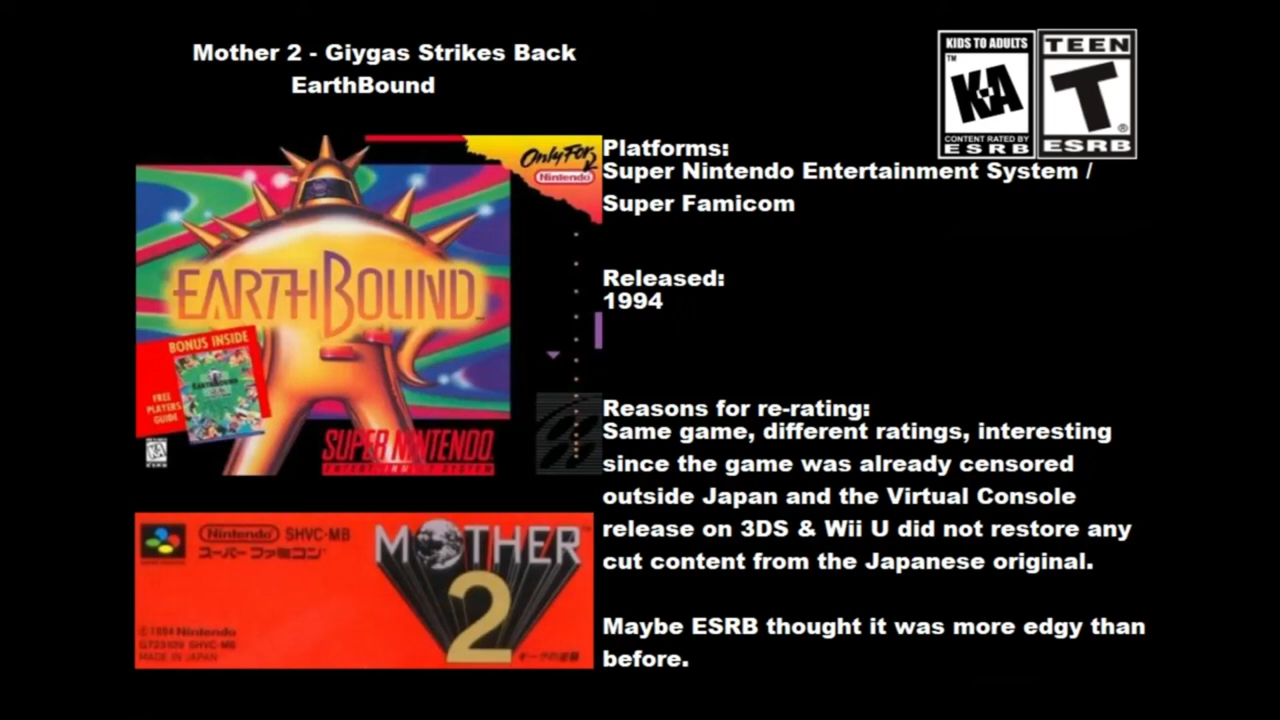 Mother 2 - Giygas Strikes Back
EarthBound
KIDS TO ADULTS
TM
K-A
CONTENT RATED BY
ESRB
TEEN
T
®
ESRB
Platforms:
Super Nintendo Entertainment System /
Super Famicom
Released:
1994
Reasons for re-rating:
Same game, different ratings, interesting
since the game was already censored
outside Japan and the Virtual Console
release on 3DS & Wii U did not restore any
cut content from the Japanese original.
Maybe ESRB thought it was more edgy than
before.
Only For
Nintendo
EARTHBOUND
BONUS INSIDE
EARTHBOUND
FREE
PLAYERS
GUIDE
SUPER NINTENDO
ENTERTAINMENT SYSTEM
Nintendo SHVC-MB
スーパーファミコン
MOTHER
2
©1994 Nintendo
SHVC-MB
MADE IN JAPAN
ギーグの逆襲